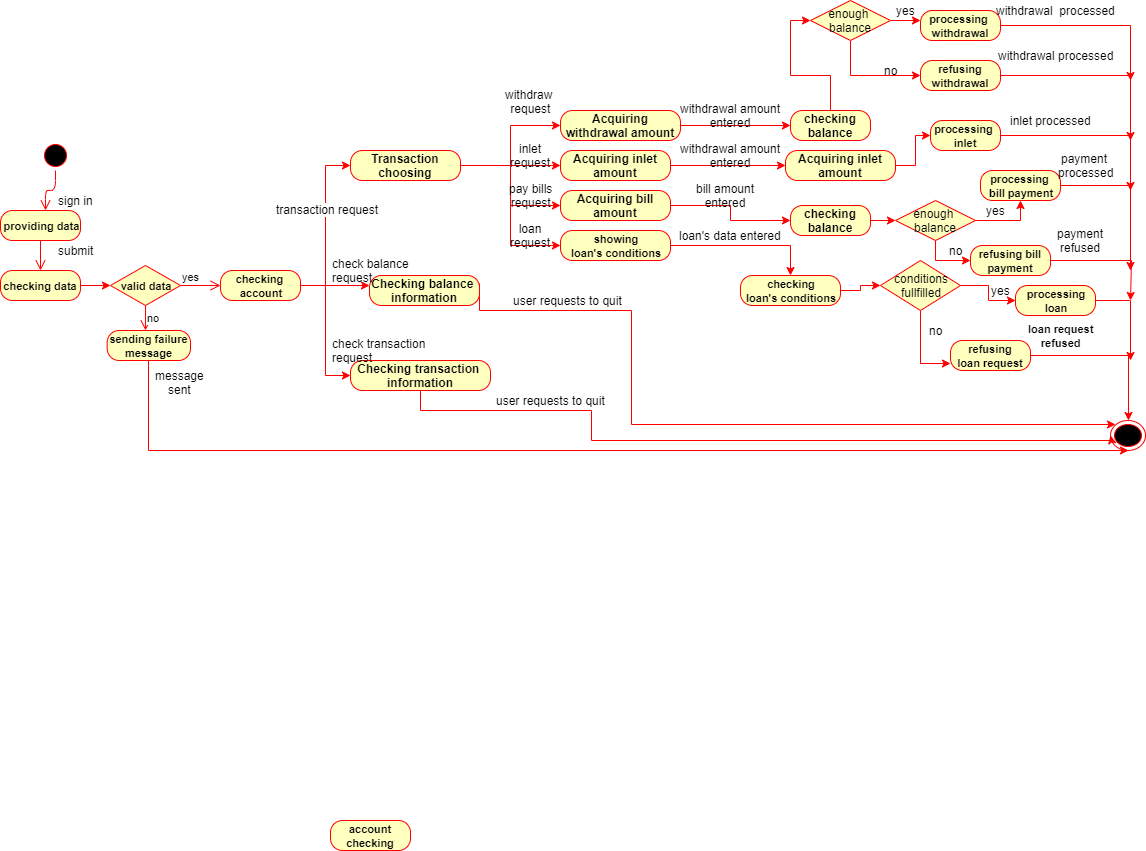 enough
balance
yes
processing
withdrawal
withdrawal  processed
no
refusing
withdrawal
withdrawal processed
withdraw
request
Acquiring
withdrawal amount
withdrawal amount
entered
checking
balance
inlet
request
Acquiring inlet
amount
withdrawal amount
entered
Acquiring inlet
amount
processing
inlet
inlet processed
Transaction
choosing
pay bills
request
Acquiring bill
amount
bill amount
entered
checking
balance
enough
balance
yes
processing
bill payment
payment
processed
no
refusing bill
payment
payment
refused
loan
request
showing
loan's conditions
loan's data entered
checking
loan's conditions
conditions
fullfilled
yes
processing
loan
no
refusing
loan request
loan request
refused
sign in
providing data
submit
checking data
valid data
yes
checking
account
no
sending failure
message
message
sent
transaction request
check balance
request
Checking balance
information
user requests to quit
check transaction
request
Checking transaction
information
user requests to quit
account
checking